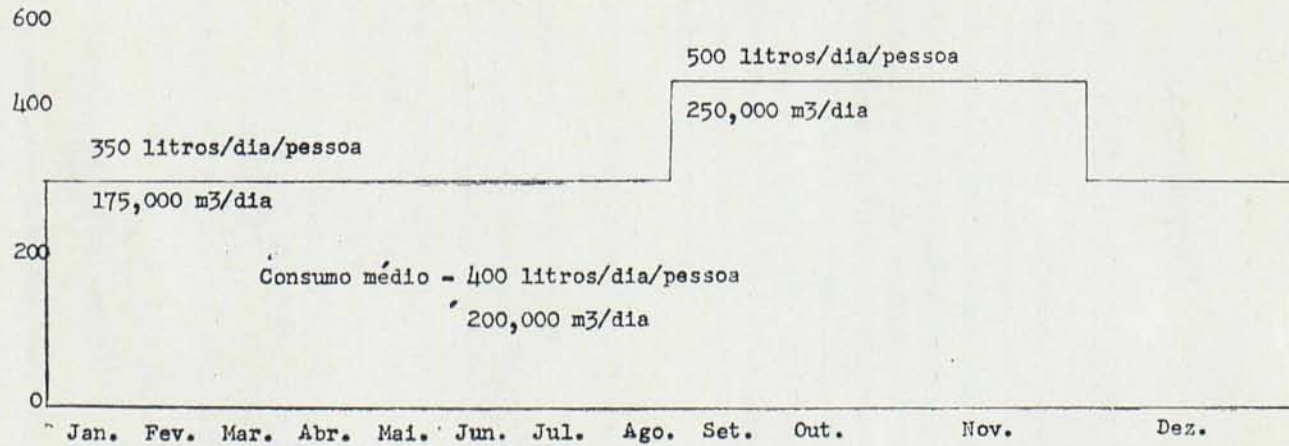 600
500 litros/dia/pessoa
400
250,000 m3/dia
350 litros/dia/pessoa
175,000 m3/dia
200
Consumo médio - 400 litros/dia/pessoa
200,000 m3/dia
0
Jan. Fev. Mar. Abr. Mai. Jun. Jul. Ago. Set. Out. Nov. Dez.